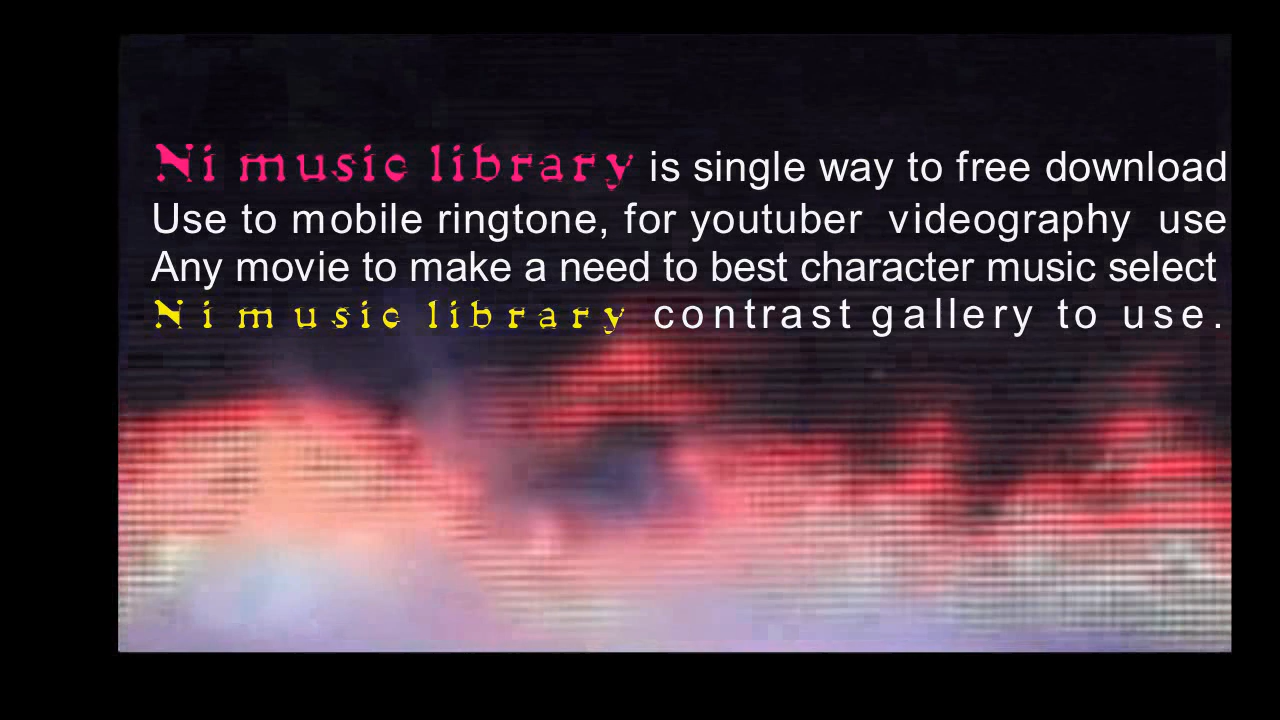 Ni music library is single way to free download
Use to mobile ringtone, for youtuber videography use
Any movie to make a need to best character music select
Ni music library contrast gallery to use.